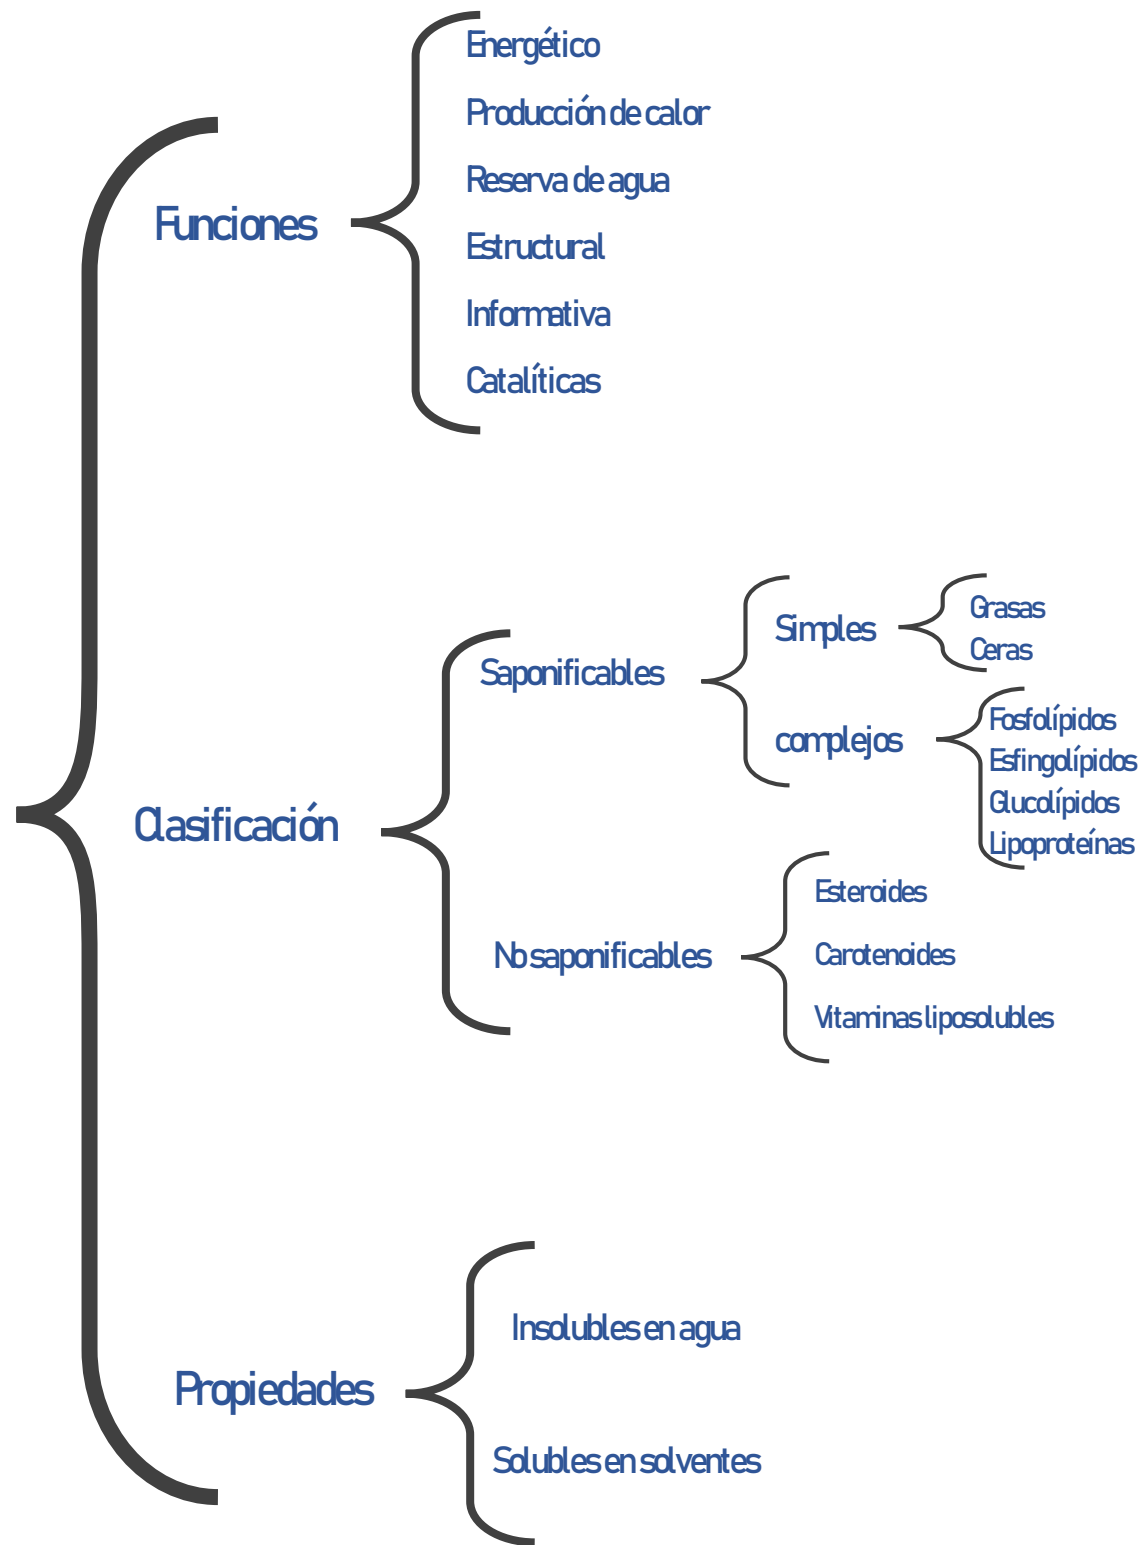 Funciones
Energético
Producción de calor
Reserva de agua
Estructural
Informativa
Catalíticas
Clasificación
Saponificables
Simples
Grasas
Ceras
complejos
Fosfolípidos
Esfingolípidos
Glucolípidos
Lipoproteínas
No saponificables
Esteroides
Carotenoides
Vitaminas liposolubles
Propiedades
Insolubles en agua
Solubles en solventes